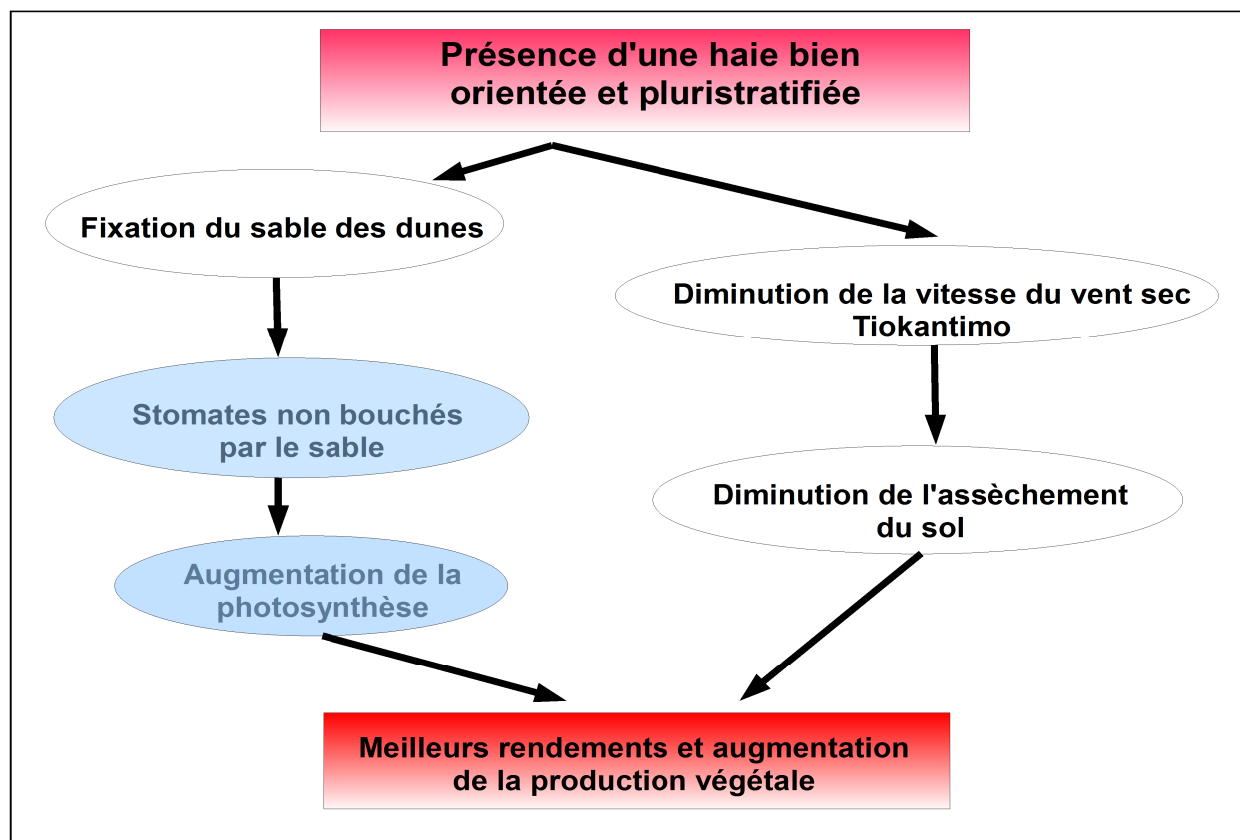 Présence d'une haie bien
orientée et pluristratifiée
Fixation du sable des dunes
Diminution de la vitesse du vent sec
Tiokantimo
Stomates non bouchés
par le sable
Diminution de l'assèchement
du sol
Augmentation de la
photosynthèse
Meilleurs rendements et augmentation
de la production végétale